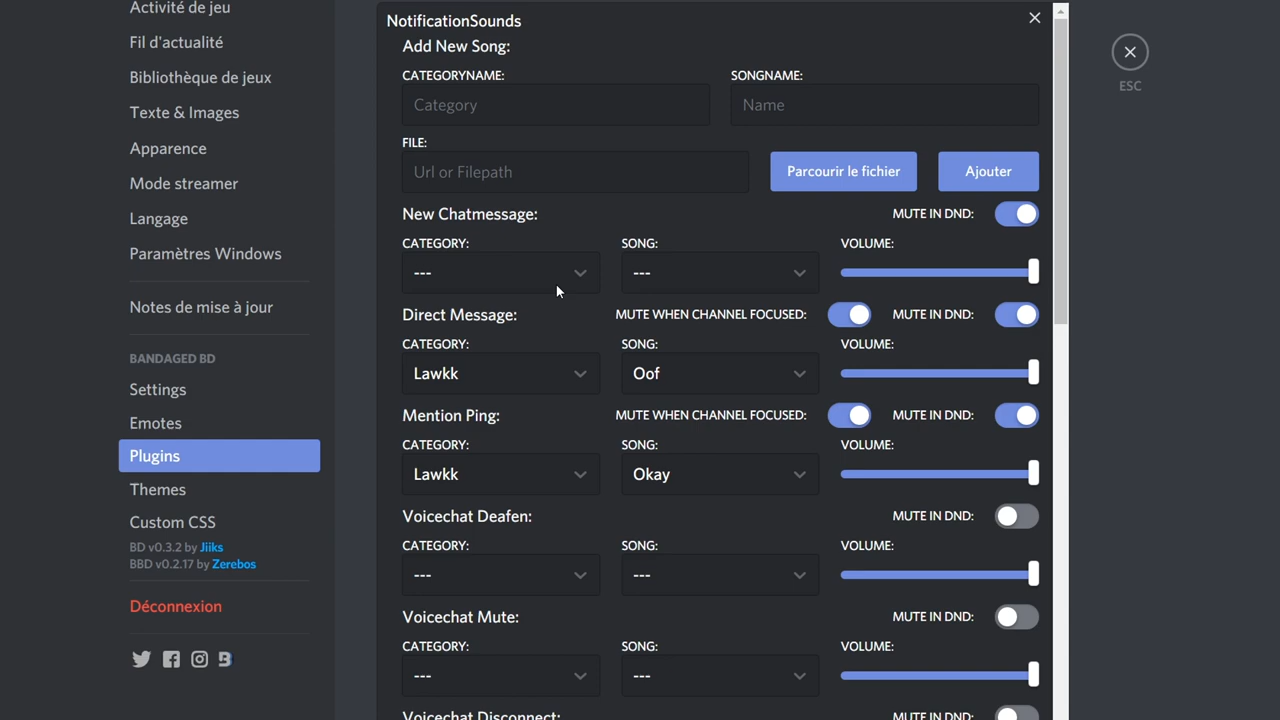 Activité de jeu
Fil d'actualité
Bibliothèque de jeux
Texte & Images
Apparence
Mode streamer
Langage
Paramètres Windows
Notes de mise à jour
BANDAGED BD
Settings
Emotes
Plugins
Themes
Custom CSS
BD v0.3.2 by Jiiks
BBD v0.2.17 by Zerebos
Déconnexion
NotificationSounds
Add New Song:
CATEGORYNAME: SONGNAME:
Category Name
FILE:
Url or Filepath Parcourir le fichier Ajouter
New Chatmessage: MUTE IN DND:
CATEGORY: SONG: VOLUME:
--- ---
Direct Message: MUTE WHEN CHANNEL FOCUSED: MUTE IN DND:
CATEGORY: SONG: VOLUME:
Lawkk Oof
Mention Ping: MUTE WHEN CHANNEL FOCUSED: MUTE IN DND:
CATEGORY: SONG: VOLUME:
Lawkk Okay
Voicechat Deafen: MUTE IN DND:
CATEGORY: SONG: VOLUME:
--- ---
Voicechat Mute: MUTE IN DND:
CATEGORY: SONG: VOLUME:
--- ---
Voicechat Disconnect: MUTE IN DND:
ESC